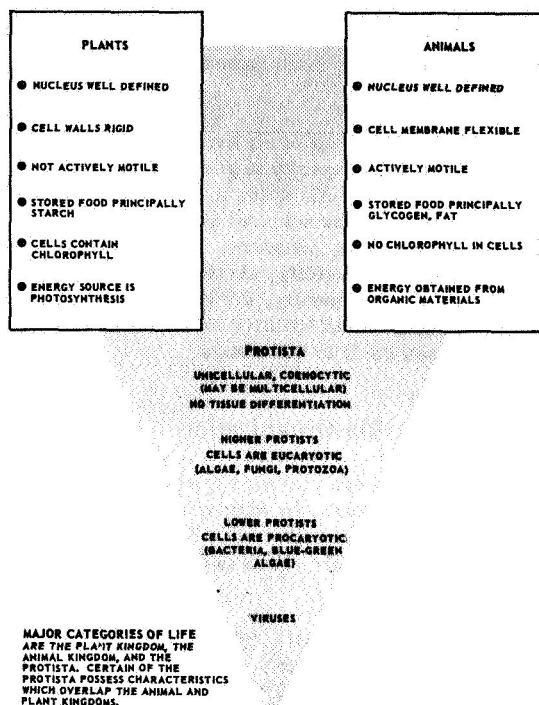 PLANTS
● NUCLEUS WELL DEFINED
● CELL WALLS RIGID
● NOT ACTIVELY MOTILE
● STORED FOOD PRINCIPALLY
STARCH
● CELLS CONTAIN
CHLOROPHYLL
● ENERGY SOURCE IS
PHOTOSYNTHESIS
ANIMALS
● NUCLEUS WELL DEFINED
● CELL MEMBRANE FLEXIBLE
● ACTIVELY MOTILE
● STORED FOOD PRINCIPALLY
GLYCOGEN, FAT
● NO CHLOROPHYLL IN CELLS
● ENERGY OBTAINED FROM
ORGANIC MATERIALS
PROTISTA
UNICELLULAR, COENOCYTIC
(MAY BE MULTICELLULAR)
NO TISSUE DIFFERENTIATION
HIGHER PROTISTS
CELLS ARE EUCARYOTIC
(ALGAE, FUNGI, PROTOZOA)
LOWER PROTISTS
CELLS ARE PROCARYOTIC
(BACTERIA, BLUE-GREEN
ALGAE)
VIRUSES
MAJOR CATEGORIES OF LIFE
ARE THE PLANT KINGDOM, THE
ANIMAL KINGDOM, AND THE
PROTISTA. CERTAIN OF THE
PROTISTA POSSESS CHARACTERISTICS
WHICH OVERLAP THE ANIMAL AND
PLANT KINGDOMS.